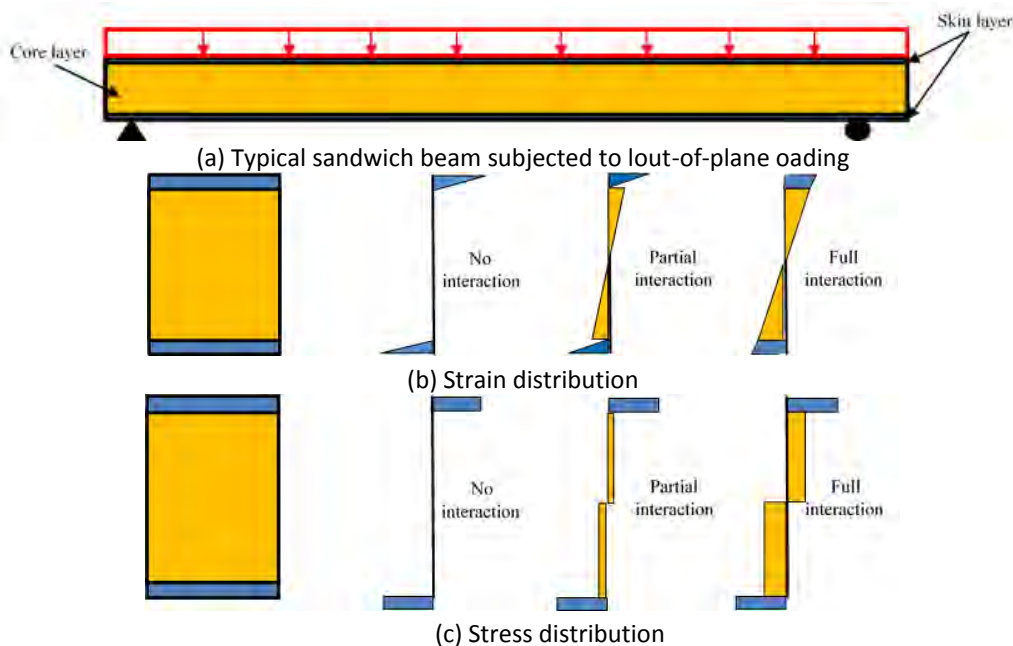 Skin layer
Core layer
(a) Typical sandwich beam subjected to lout-of-plane oading
No
interaction
Partial
interaction
Full
interaction
(b) Strain distribution
No
interaction
Partial
interaction
Full
interaction
(c) Stress distribution